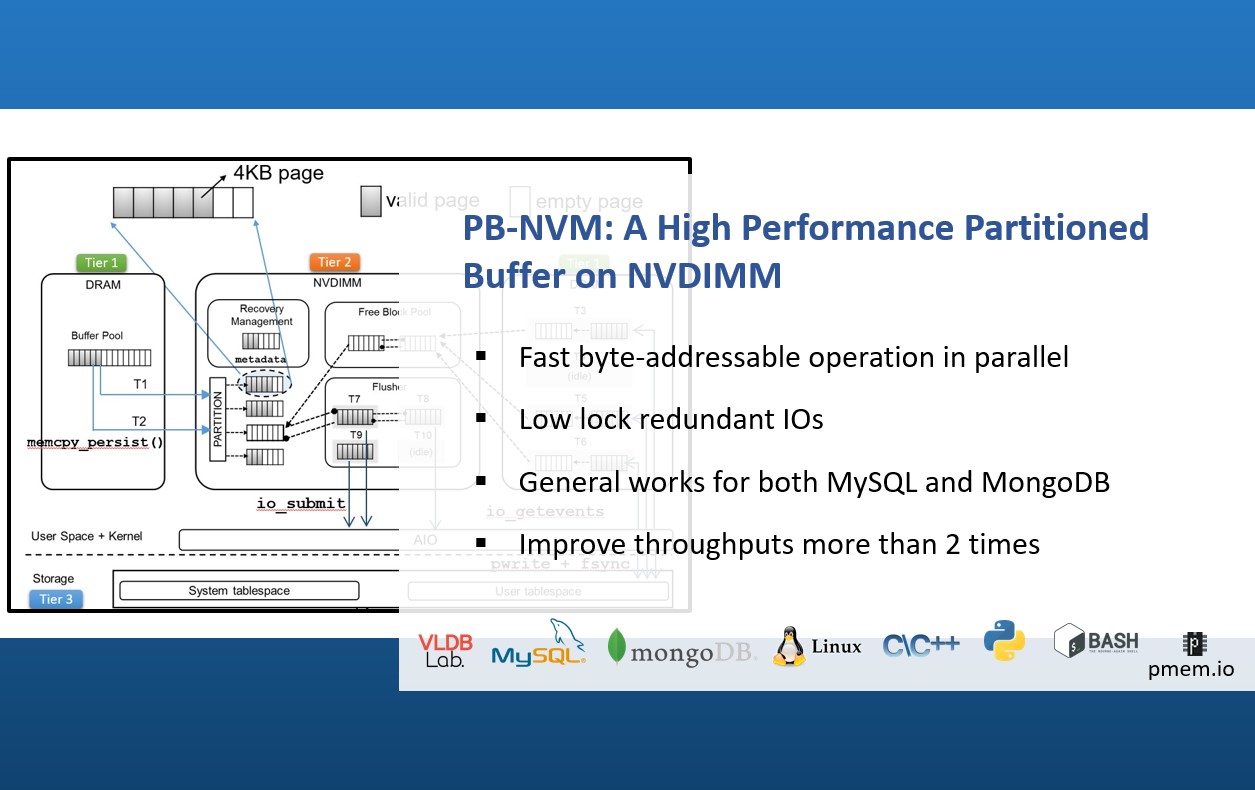 4KB page
valid page
empty page
PB-NVM: A High Performance Partitioned
Buffer on NVDIMM
Fast byte-addressable operation in parallel
Low lock redundant IOs
General works for both MySQL and MongoDB
Improve throughputs more than 2 times
Tier 1
DRAM
Buffer Pool
T1
T2
memcpy_persist()
Tier 2
NVDIMM
Recovery
Management
metadata
PARTITION
Free Block Pool
Flusher
T7
T8
T9
T10
(idle)
io_submit
Tier 1
T3
(idle)
T5
T6
io_getevents
User Space + Kernel
AIO
pwrite + fsync
Storage
Tier 3
System tablespace
User tablespace
VLDB
Lab.
MySQL
mongoDB
Linux
C\C++
BASH
pmem.io